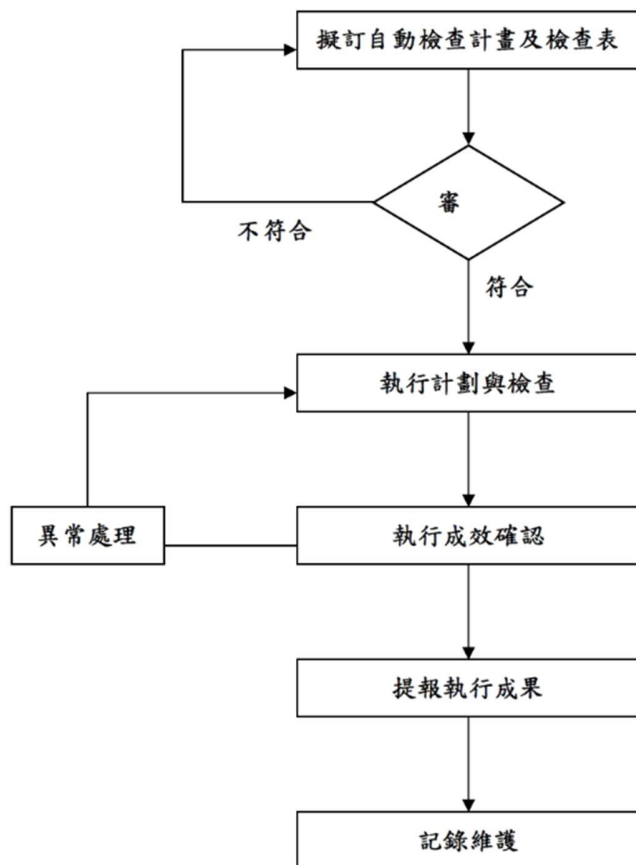 擬訂自動檢查計畫及檢查表
審
不符合
符合
執行計劃與檢查
異常處理
執行成效確認
提報執行成果
記錄維護